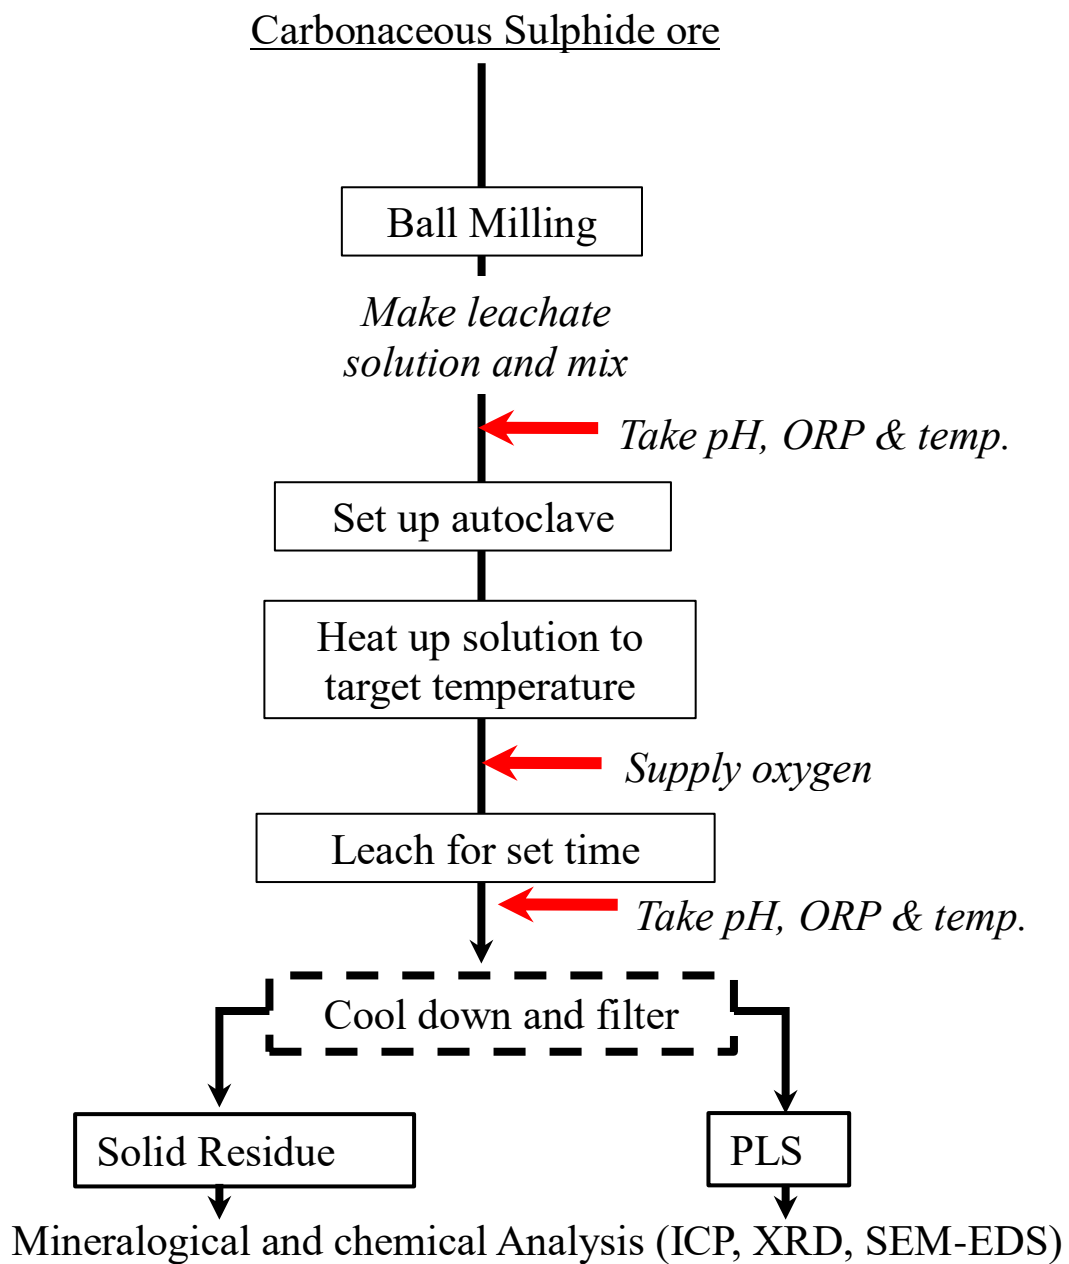 Carbonaceous Sulphide ore
Ball Milling
Make leachate
solution and mix
Take pH, ORP & temp.
Set up autoclave
Heat up solution to
target temperature
Supply oxygen
Leach for set time
Take pH, ORP & temp.
Cool down and filter
Solid Residue
PLS
Mineralogical and chemical Analysis (ICP, XRD, SEM-EDS)